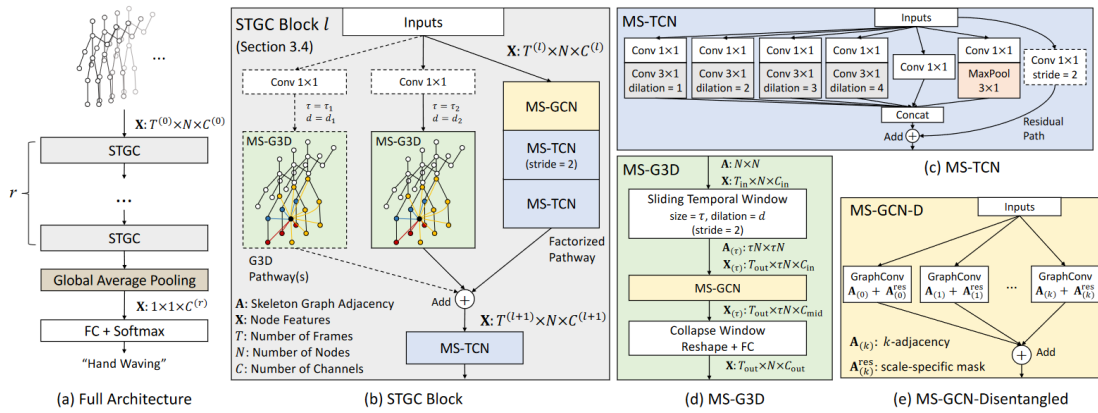 ...
X: T^(0)×N×C^(0)
STGC
r
...
STGC
Global Average Pooling
X: 1×1×C^(r)
FC + Softmax
“Hand Waving”
(a) Full Architecture
STGC Block l
(Section 3.4)
Inputs
X: T^(l)×N×C^(l)
Conv 1×1
Conv 1×1
τ = τ₁
d = d₁
τ = τ₂
d = d₂
MS-G3D
MS-G3D
MS-GCN
MS-TCN
(stride = 2)
MS-TCN
G3D
Pathway(s)
Factorized
Pathway
Add
+
A: Skeleton Graph Adjacency
X: Node Features
T: Number of Frames
N: Number of Nodes
C: Number of Channels
X: T^(l+1)×N×C^(l+1)
MS-TCN
(b) STGC Block
MS-TCN
Inputs
Conv 1×1
Conv 3×1
dilation = 1
Conv 1×1
Conv 3×1
dilation = 2
Conv 1×1
Conv 3×1
dilation = 3
Conv 1×1
Conv 3×1
dilation = 4
Conv 1×1
Conv 1×1
MaxPool
3×1
Conv 1×1
stride = 2
Concat
Add
+
Residual
Path
(c) MS-TCN
MS-G3D
A: N×N
X: T_in×N×C_in
Sliding Temporal Window
size = τ, dilation = d
(stride = 2)
A_(τ): τN×τN
X_(τ): T_out×τN×C_in
MS-GCN
X_(τ): T_out×τN×C_mid
Collapse Window
Reshape + FC
X: T_out×N×C_out
(d) MS-G3D
MS-GCN-D
Inputs
GraphConv
A_(0) + A_(0)^res
GraphConv
A_(1) + A_(1)^res
...
GraphConv
A_(k) + A_(k)^res
+
Add
A_(k): k-adjacency
A_(k)^res: scale-specific mask
(e) MS-GCN-Disentangled